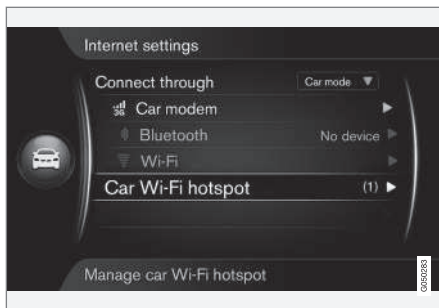 Internet settings
Connect through Car mode
3G Car modem
Bluetooth No device
Wi-Fi
Car Wi-Fi hotspot (1)
Manage car Wi-Fi hotspot
G050283